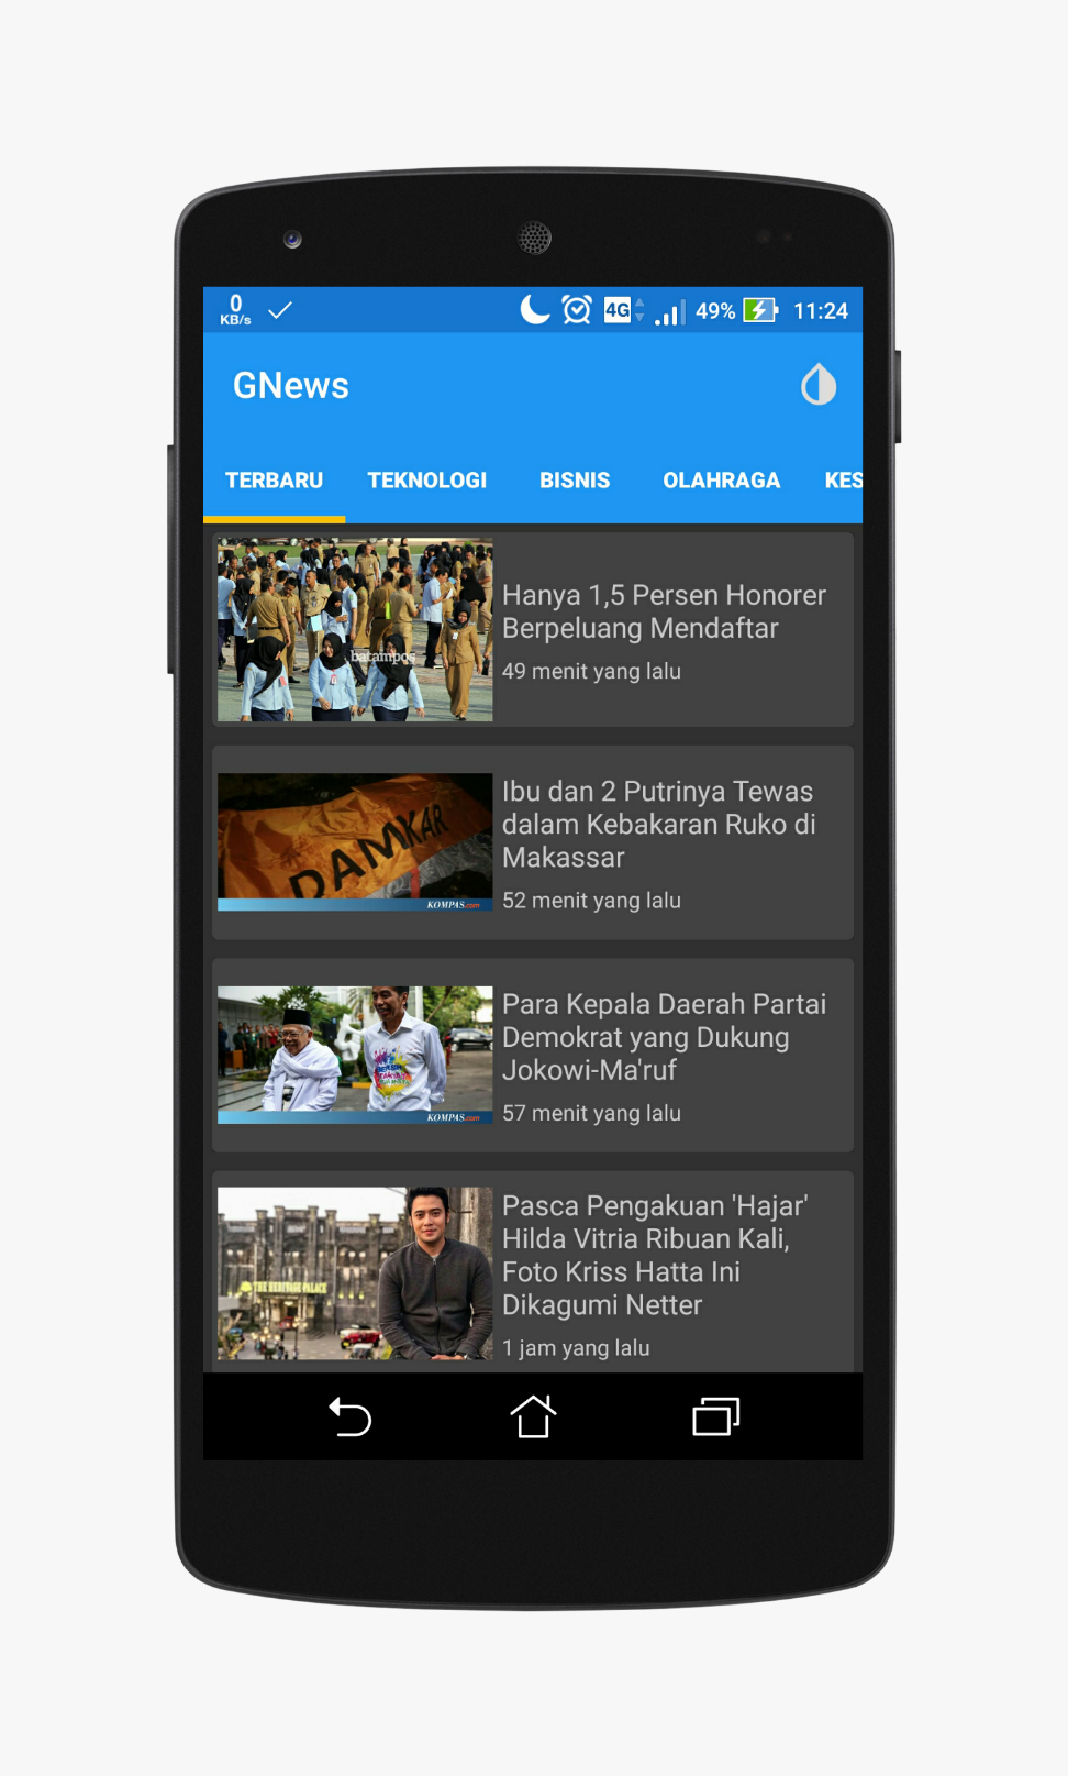 0
KB/s
4G
49%
11:24
GNews
TERBARU
TEKNOLOGI
BISNIS
OLAHRAGA
KES
batampos
Hanya 1,5 Persen Honorer
Berpeluang Mendaftar
49 menit yang lalu
DAMKAR
KOMPAS.com
Ibu dan 2 Putrinya Tewas
dalam Kebakaran Ruko di
Makassar
52 menit yang lalu
KOMPAS.com
Para Kepala Daerah Partai
Demokrat yang Dukung
Jokowi-Ma'ruf
57 menit yang lalu
THE HERITAGE PALACE
Pasca Pengakuan 'Hajar'
Hilda Vitria Ribuan Kali,
Foto Kriss Hatta Ini
Dikagumi Netter
1 jam yang lalu